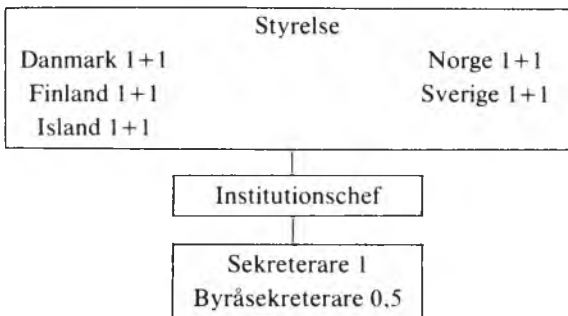 Styrelse
Danmark 1+1 Norge 1+1
Finland 1+1 Sverige 1+1
Island 1+1
Institutionschef
Sekreterare 1
Byråsekreterare 0,5